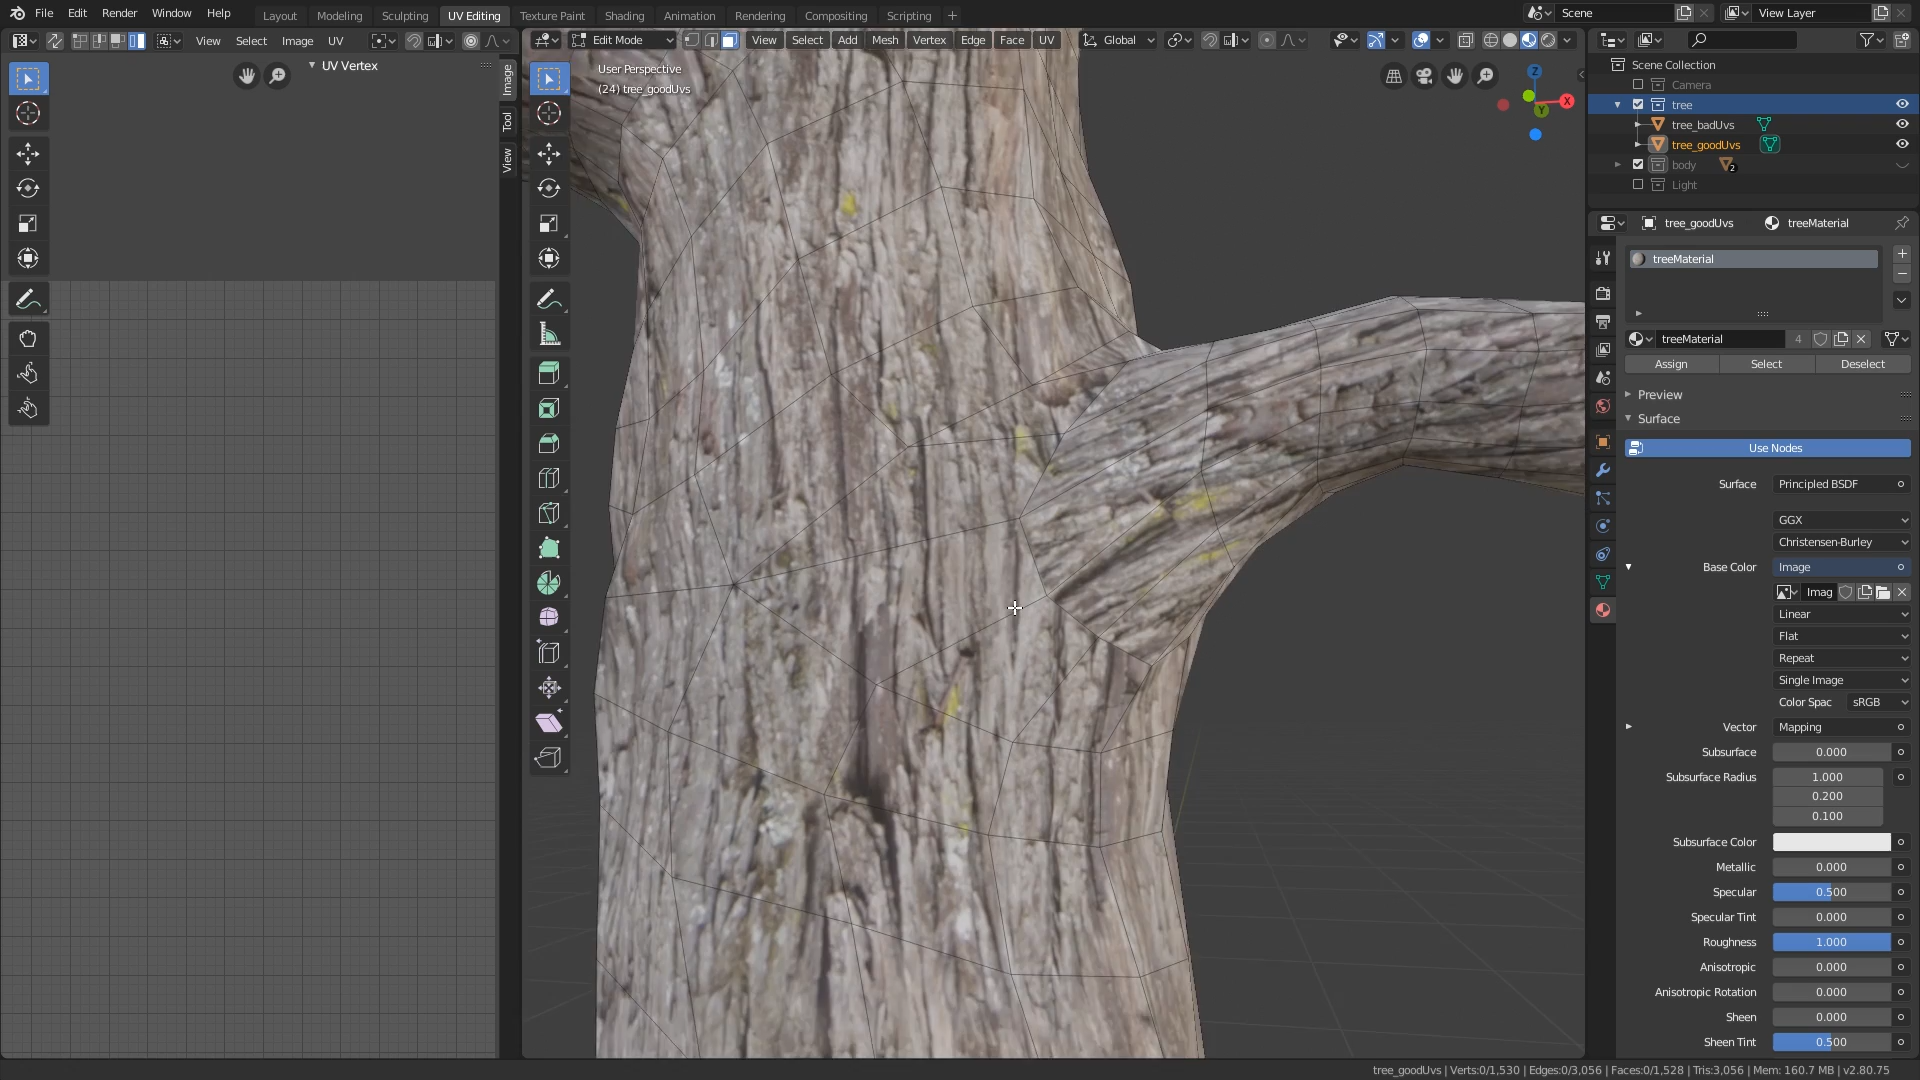 File Edit Render Window Help
Layout Modeling Sculpting UV Editing Texture Paint Shading Animation Rendering Compositing Scripting +
Scene
View Layer
View Select Image UV
Edit Mode View Select Add Mesh Vertex Edge Face UV Global
UV Vertex
Image
Tool
View
User Perspective
(24) tree_goodUvs
Z
X
Y
Scene Collection
Camera
tree
tree_badUvs
tree_goodUvs
body 2
Light
tree_goodUvs treeMaterial
treeMaterial
treeMaterial 4
Assign Select Deselect
Preview
Surface
Use Nodes
Surface Principled BSDF
GGX
Christensen-Burley
Base Color Image
Imag
Linear
Flat
Repeat
Single Image
Color Spac sRGB
Vector Mapping
Subsurface 0.000
Subsurface Radius 1.000
0.200
0.100
Subsurface Color
Metallic 0.000
Specular 0.500
Specular Tint 0.000
Roughness 1.000
Anisotropic 0.000
Anisotropic Rotation 0.000
Sheen 0.000
Sheen Tint 0.500
tree_goodUvs | Verts:0/1,530 | Edges:0/3,056 | Faces:0/1,528 | Tris:3,056 | Mem: 160.7 MB | v2.80.75